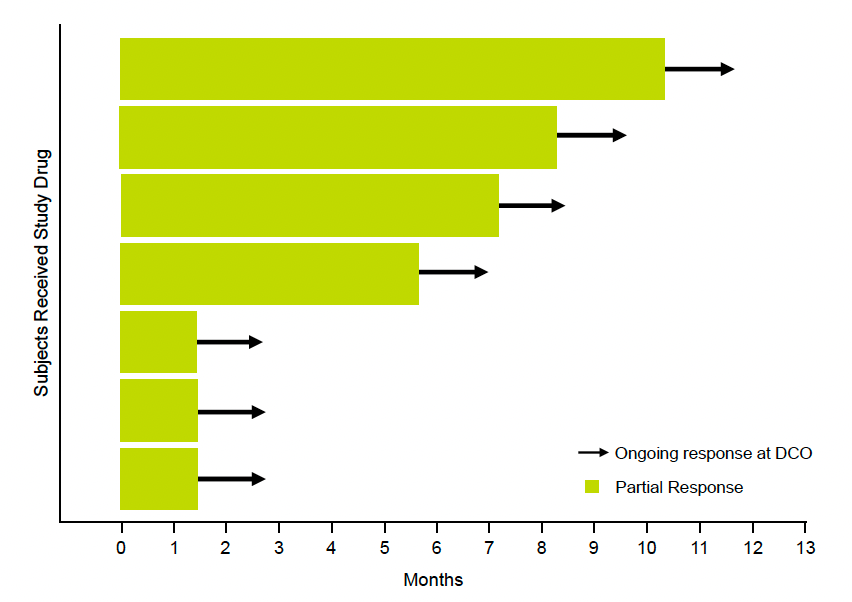 Subjects Received Study Drug
Ongoing response at DCO
Partial Response
0 1 2 3 4 5 6 7 8 9 10 11 12 13
Months